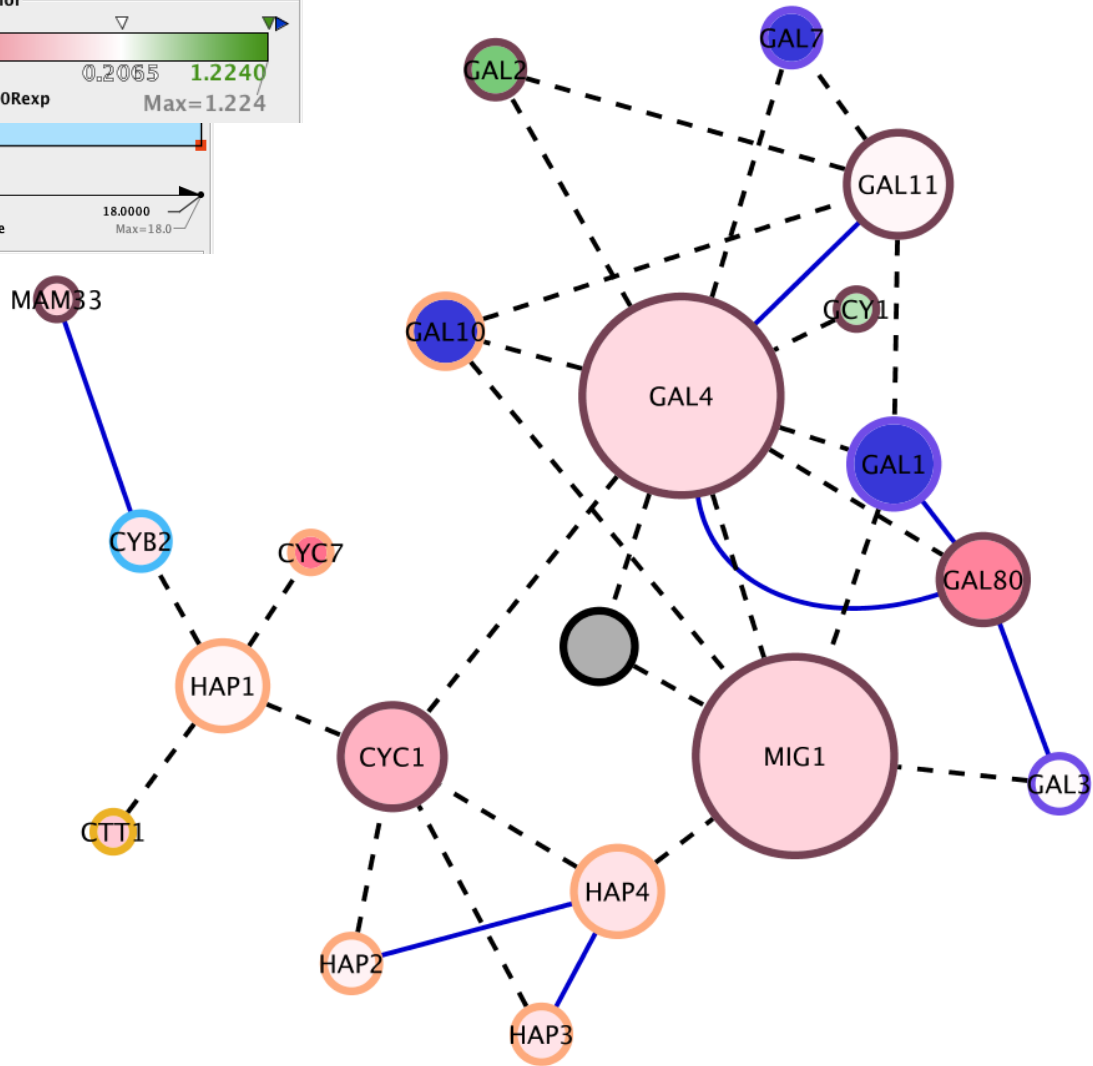 0.2065 1.2240
0Rexp
Max=1.224
18.0000
Max=18.0
GAL7
GAL2
GAL11
MAM33
GCY1
GAL10
GAL4
GAL1
CYB2
CYC7
GAL80
HAP1
CYC1
MIG1
GAL3
CTT1
HAP4
HAP2
HAP3